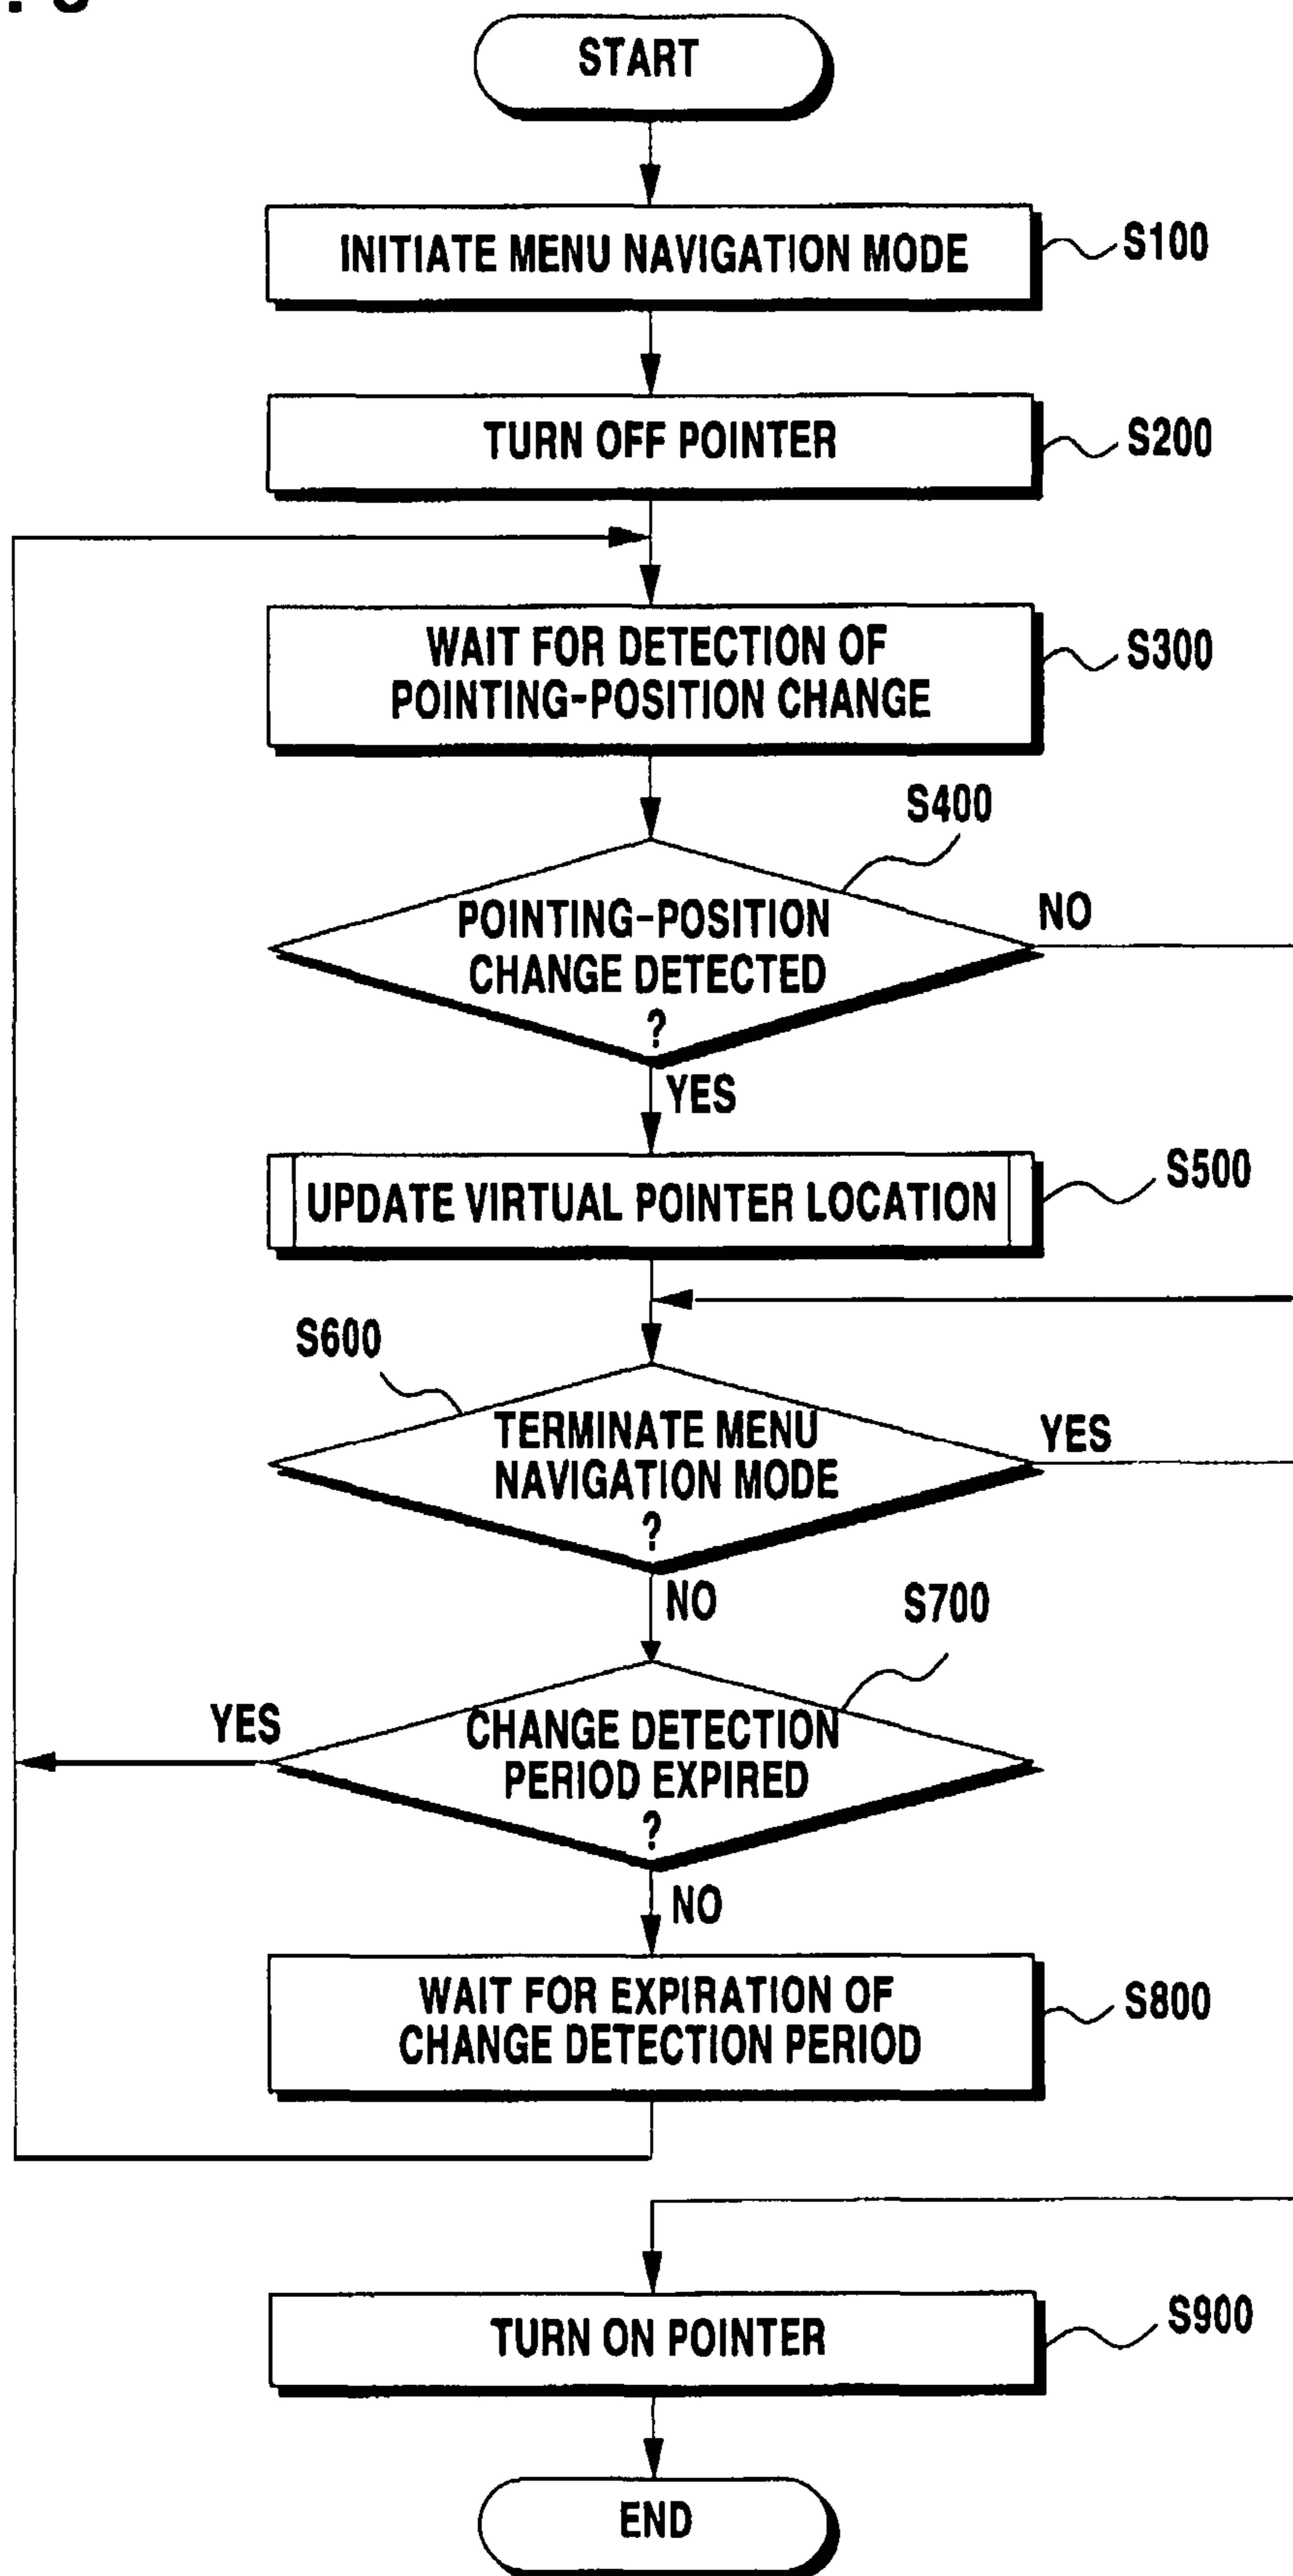 START
INITIATE MENU NAVIGATION MODE
S100
TURN OFF POINTER
S200
WAIT FOR DETECTION OF
POINTING-POSITION CHANGE
S300
S400
POINTING-POSITION
CHANGE DETECTED
?
NO
YES
UPDATE VIRTUAL POINTER LOCATION
S500
S600
TERMINATE MENU
NAVIGATION MODE
?
YES
NO
S700
CHANGE DETECTION
PERIOD EXPIRED
?
YES
NO
WAIT FOR EXPIRATION OF
CHANGE DETECTION PERIOD
S800
TURN ON POINTER
S900
END